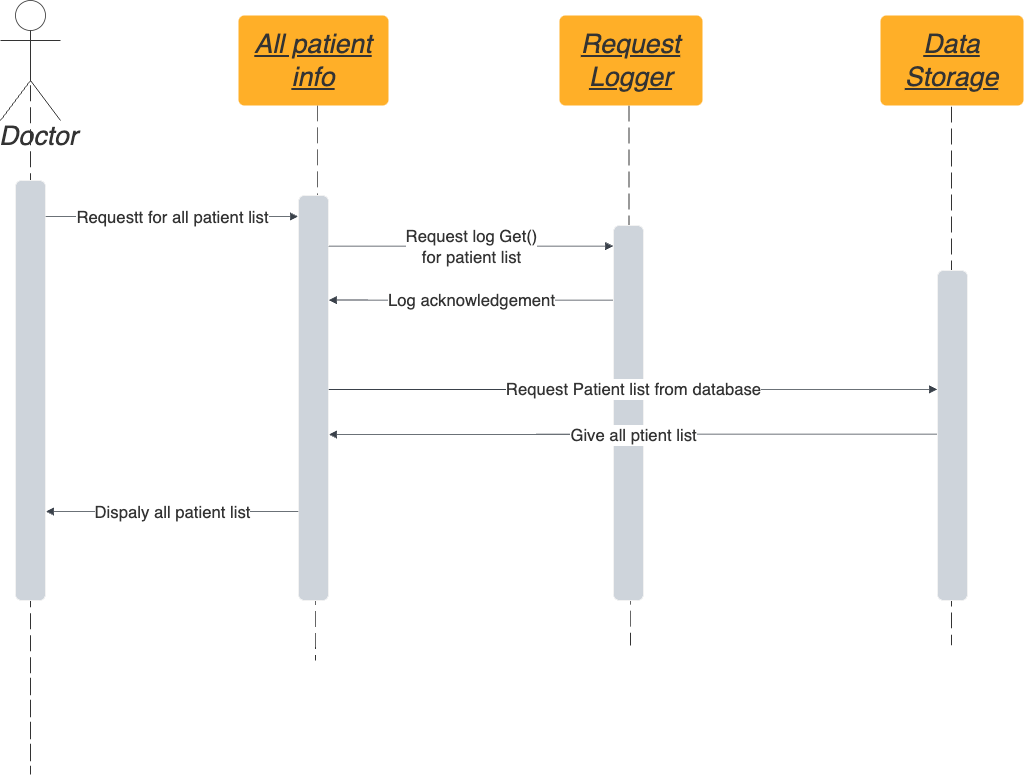 All patient
info
Request
Logger
Data
Storage
Doctor
Requestt for all patient list
Request log Get()
for patient list
Log acknowledgement
Request Patient list from database
Give all ptient list
Dispaly all patient list